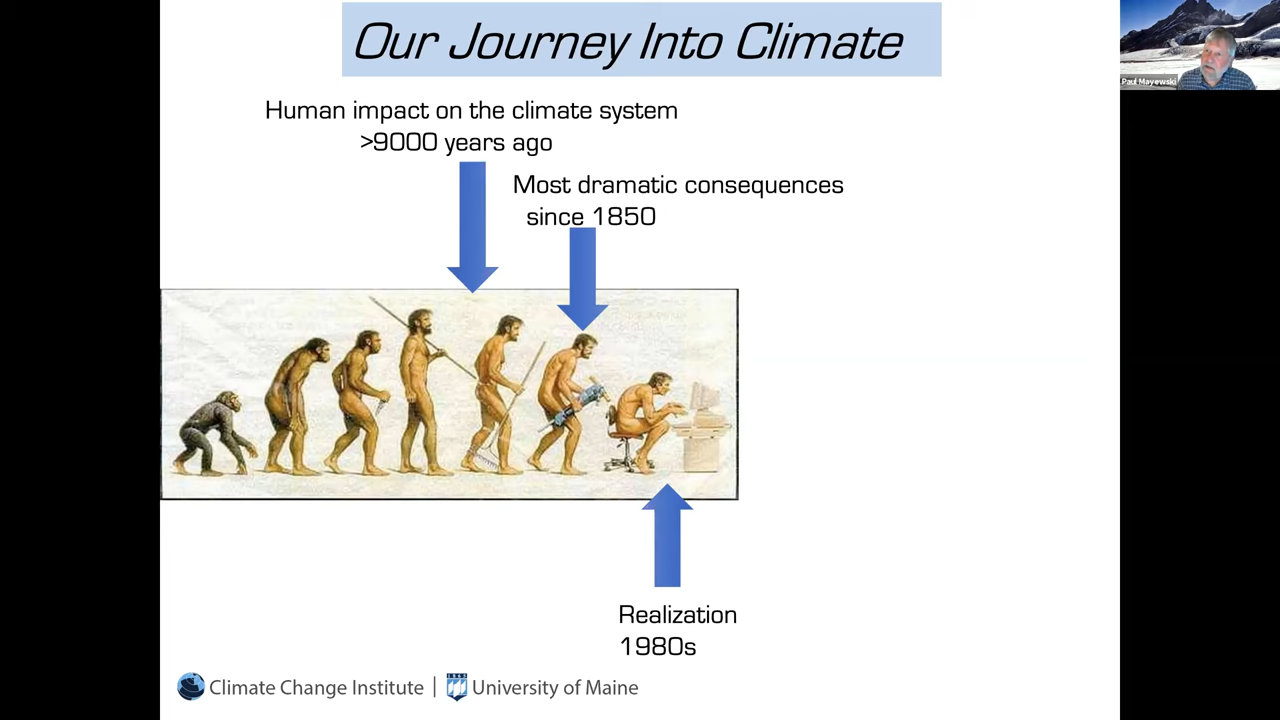 Our Journey Into Climate
Paul Mayewski
Human impact on the climate system
>9000 years ago
Most dramatic consequences
since 1850
Realization
1980s
Climate Change Institute | University of Maine